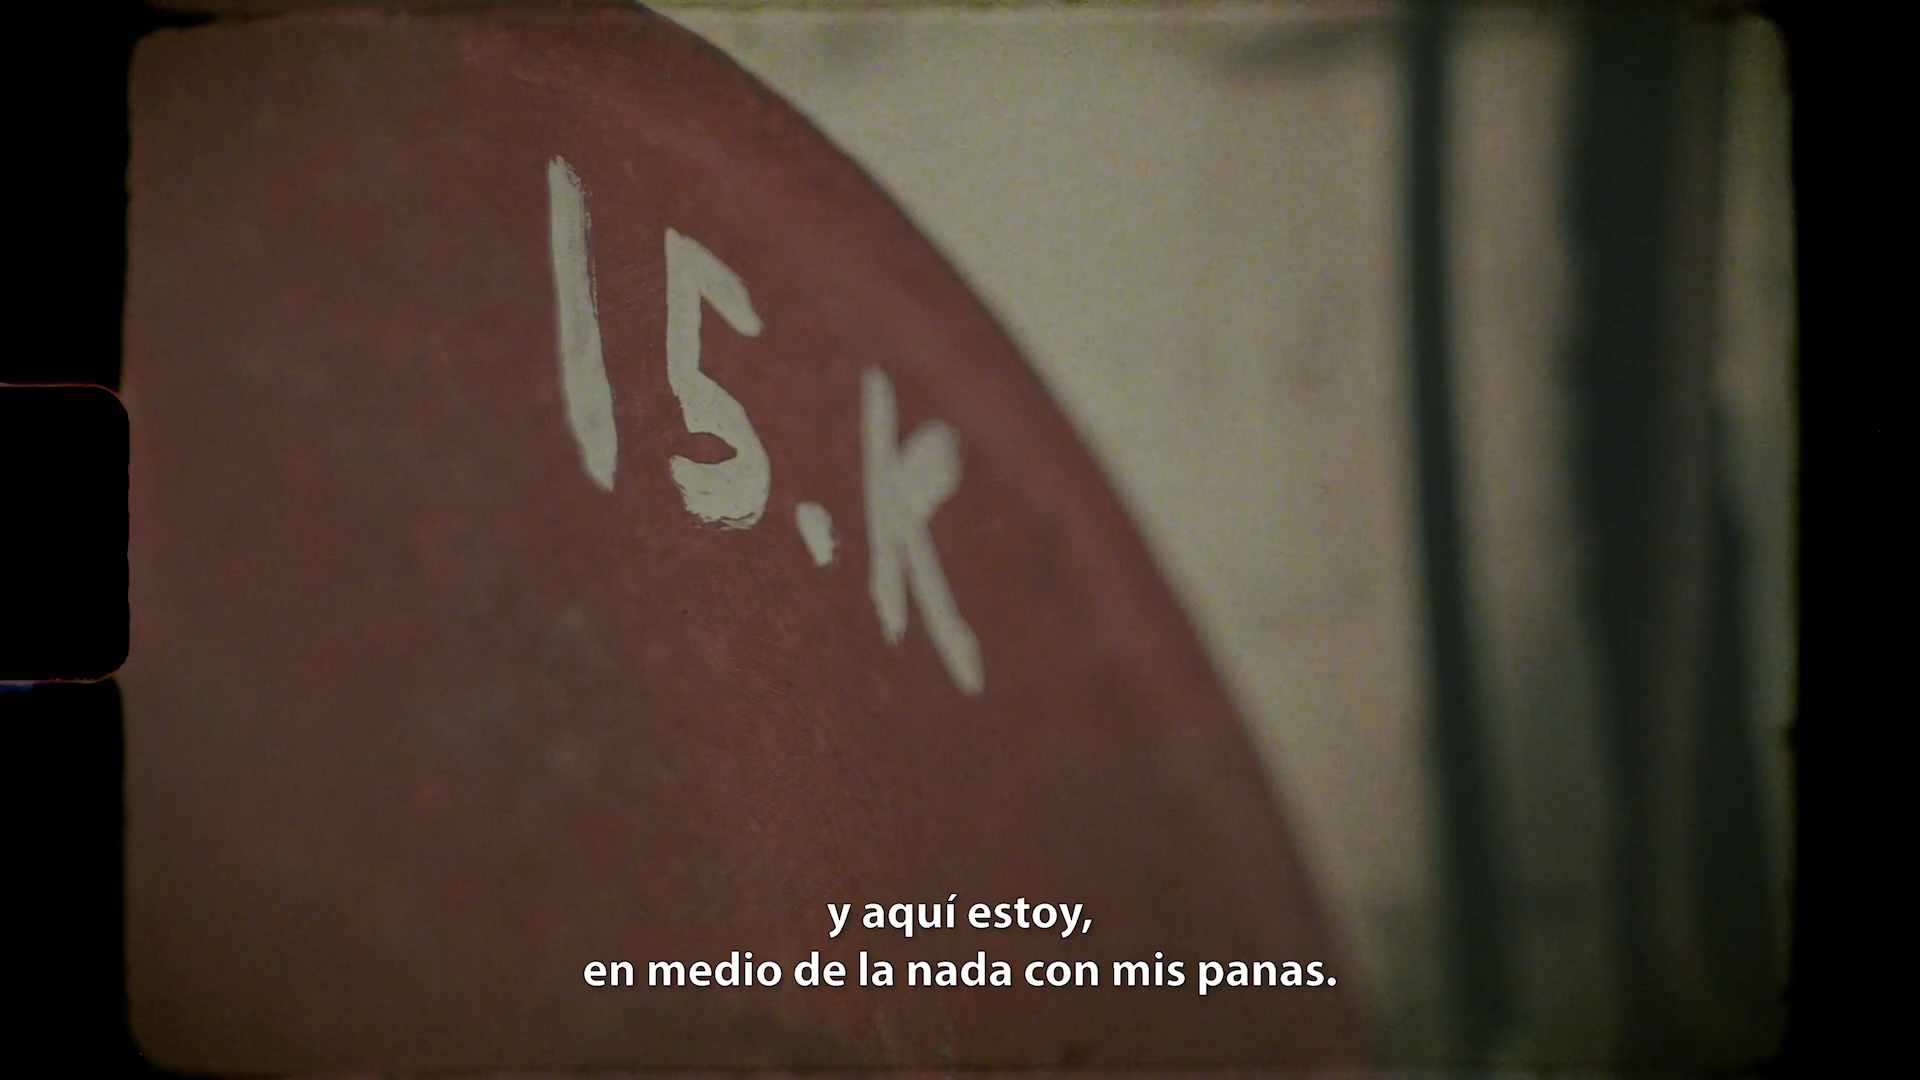 15.K
y aquí estoy,
en medio de la nada con mis panas.